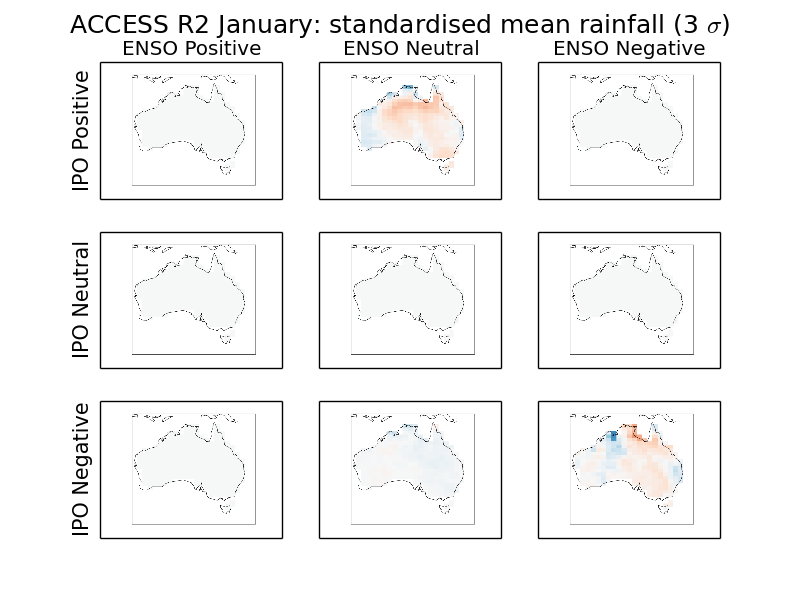 ACCESS R2 January: standardised mean rainfall (3 σ)
ENSO Positive
ENSO Neutral
ENSO Negative
IPO Positive
IPO Neutral
IPO Negative